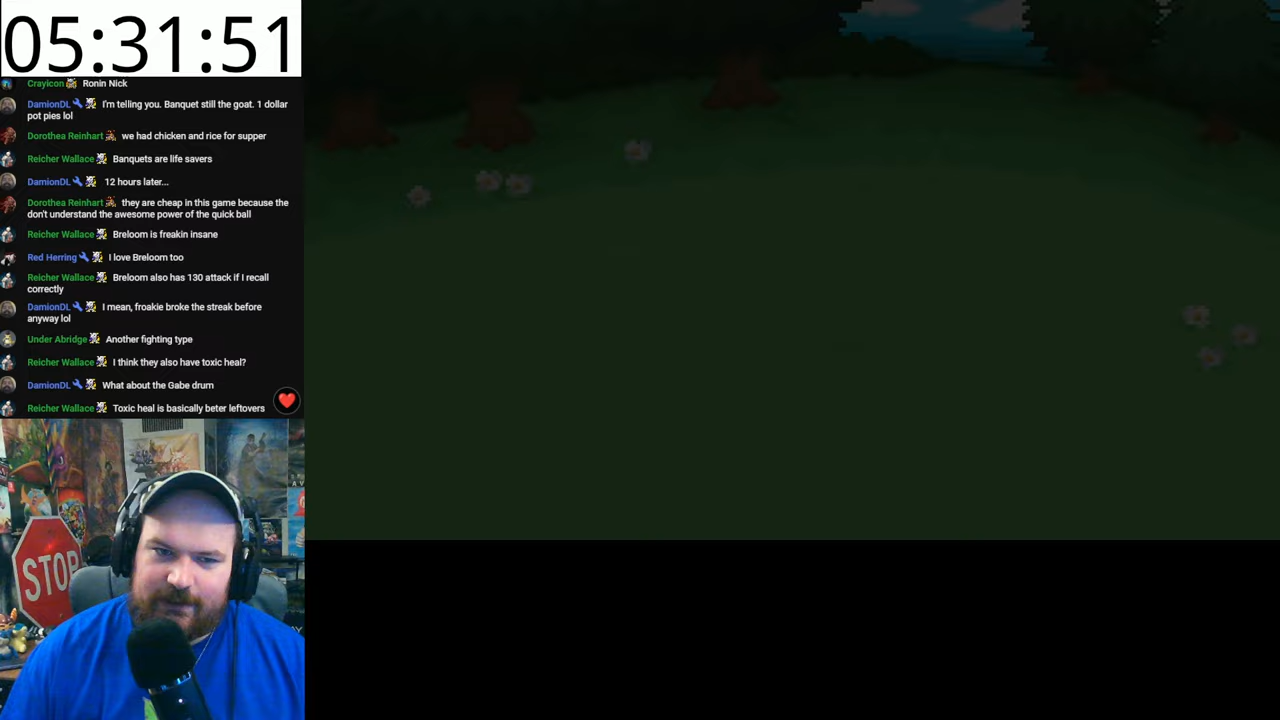 05:31:51
Crayicon Ronin Nick
DamionDL I'm telling you. Banquet still the goat. 1 dollar
pot pies lol
Dorothea Reinhart we had chicken and rice for supper
Reicher Wallace Banquets are life savers
DamionDL 12 hours later...
Dorothea Reinhart they are cheap in this game because the
don't understand the awesome power of the quick ball
Reicher Wallace Breloom is freakin insane
Red Herring I love Breloom too
Reicher Wallace Breloom also has 130 attack if I recall
correctly
DamionDL I mean, froakie broke the streak before
anyway lol
Under Abridge Another fighting type
Reicher Wallace I think they also have toxic heal?
DamionDL What about the Gabe drum
Reicher Wallace Toxic heal is basically beter leftovers
STOP